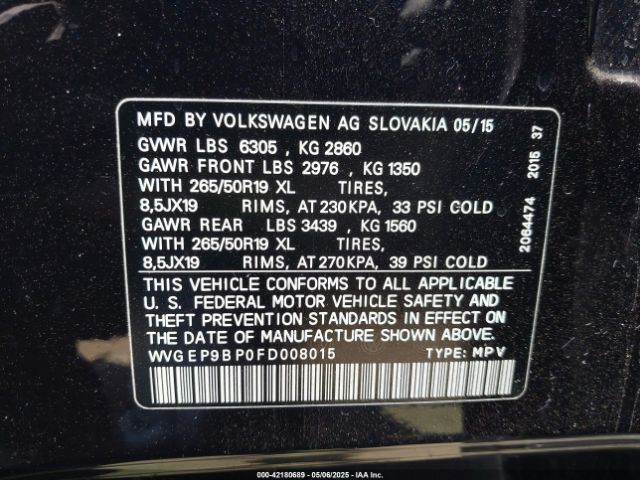 MFD BY VOLKSWAGEN AG SLOVAKIA 05/15
GVWR LBS 6305 , KG 2860
GAWR FRONT LBS 2976 , KG 1350
WITH 265/50R19 XL TIRES,
8,5JX19 RIMS, AT 230KPA, 33 PSI COLD
GAWR REAR LBS 3439 , KG 1560
WITH 265/50R19 XL TIRES,
8,5JX19 RIMS, AT 270KPA, 39 PSI COLD
THIS VEHICLE CONFORMS TO ALL APPLICABLE
U. S. FEDERAL MOTOR VEHICLE SAFETY AND
THEFT PREVENTION STANDARDS IN EFFECT ON
THE DATE OF MANUFACTURE SHOWN ABOVE.
WVGEP9BP0FD008015 TYPE: MPV
2064474 2015 37
000-42180689 - 05/06/2025 - IAA Inc.